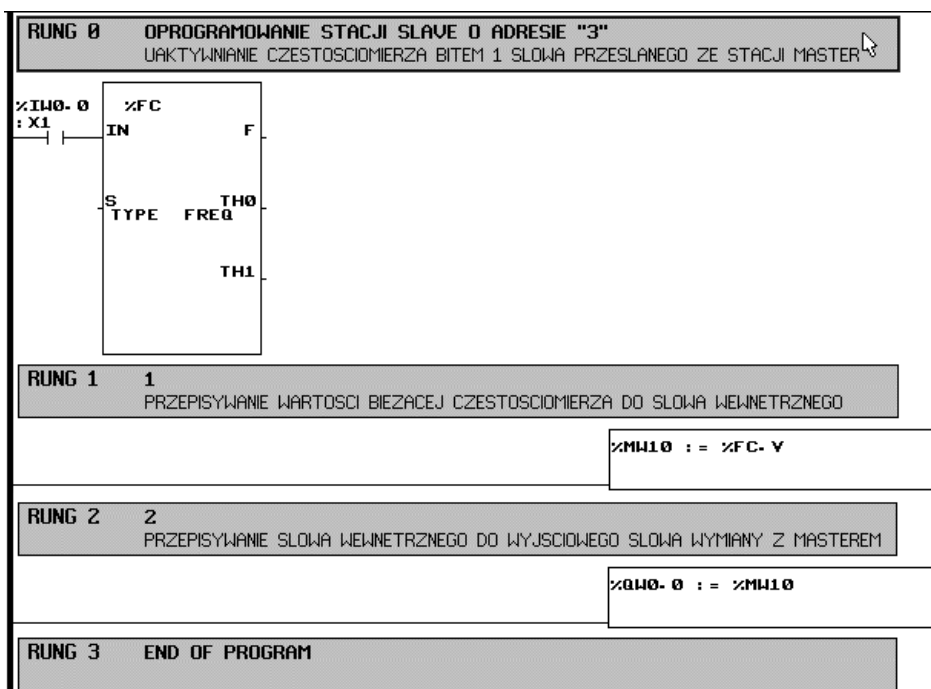 RUNG 0 OPROGRAMOWANIE STACJI SLAVE O ADRESIE "3"
UAKTYWNIANIE CZESTOSCIOMIERZA BITEM 1 SLOWA PRZESLANEGO ZE STACJI MASTER
%IW0.0 %FC
:X1
IN F
S TH0
TYPE FREQ
TH1
RUNG 1 1
PRZEPISYWANIE WARTOSCI BIEZACEJ CZESTOSCIOMIERZA DO SLOWA WEWNETRZNEGO
%MW10 := %FC.V
RUNG 2 2
PRZEPISYWANIE SLOWA WEWNETRZNEGO DO WYJSCIOWEGO SLOWA WYMIANY Z MASTEREM
%QW0.0 := %MW10
RUNG 3 END OF PROGRAM